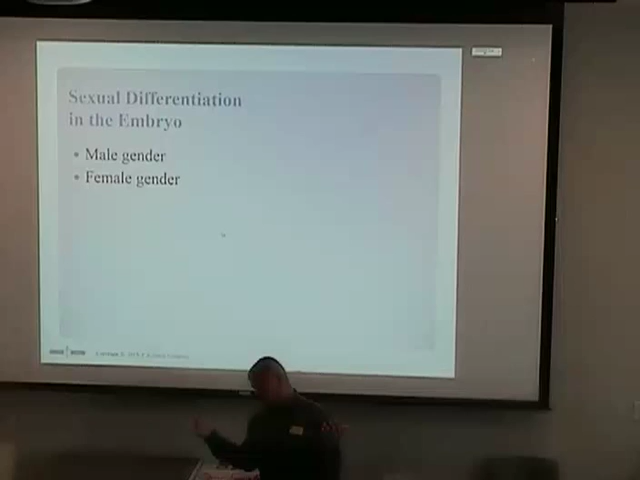 Sexual Differentiation
in the Embryo
• Male gender
• Female gender